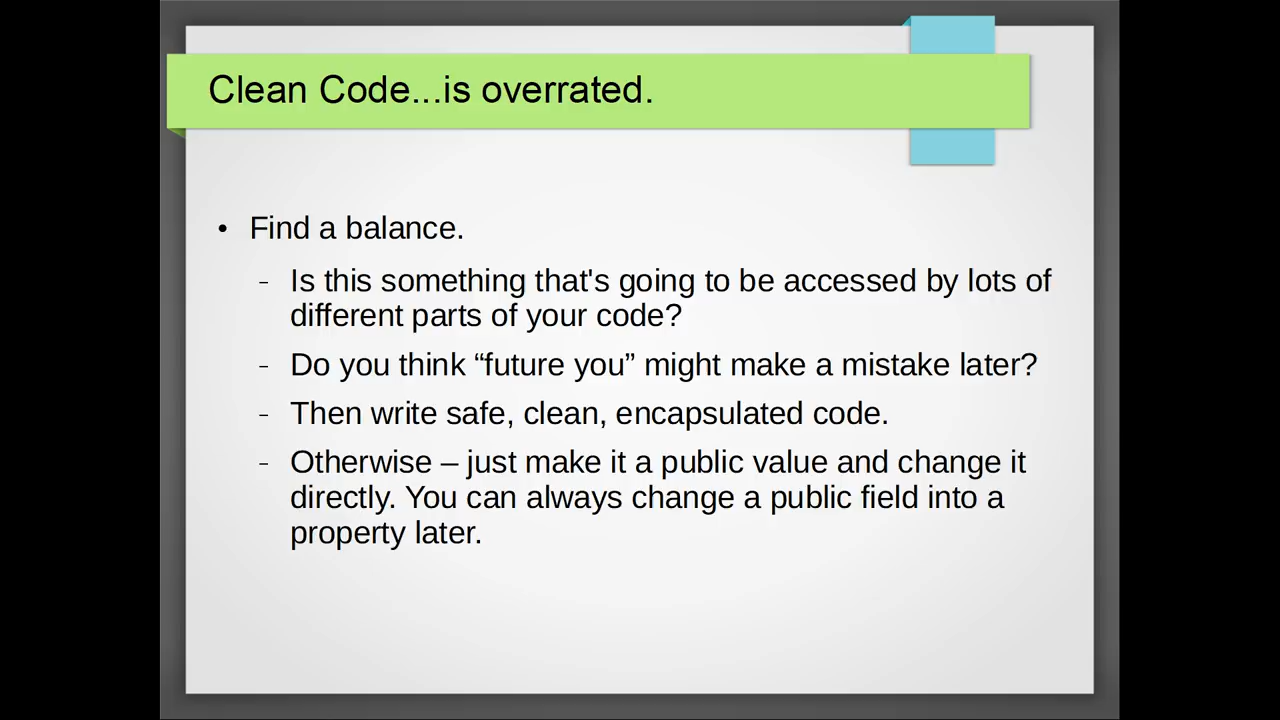 Clean Code...is overrated.
• Find a balance.
– Is this something that's going to be accessed by lots of
different parts of your code?
– Do you think “future you” might make a mistake later?
– Then write safe, clean, encapsulated code.
– Otherwise – just make it a public value and change it
directly. You can always change a public field into a
property later.